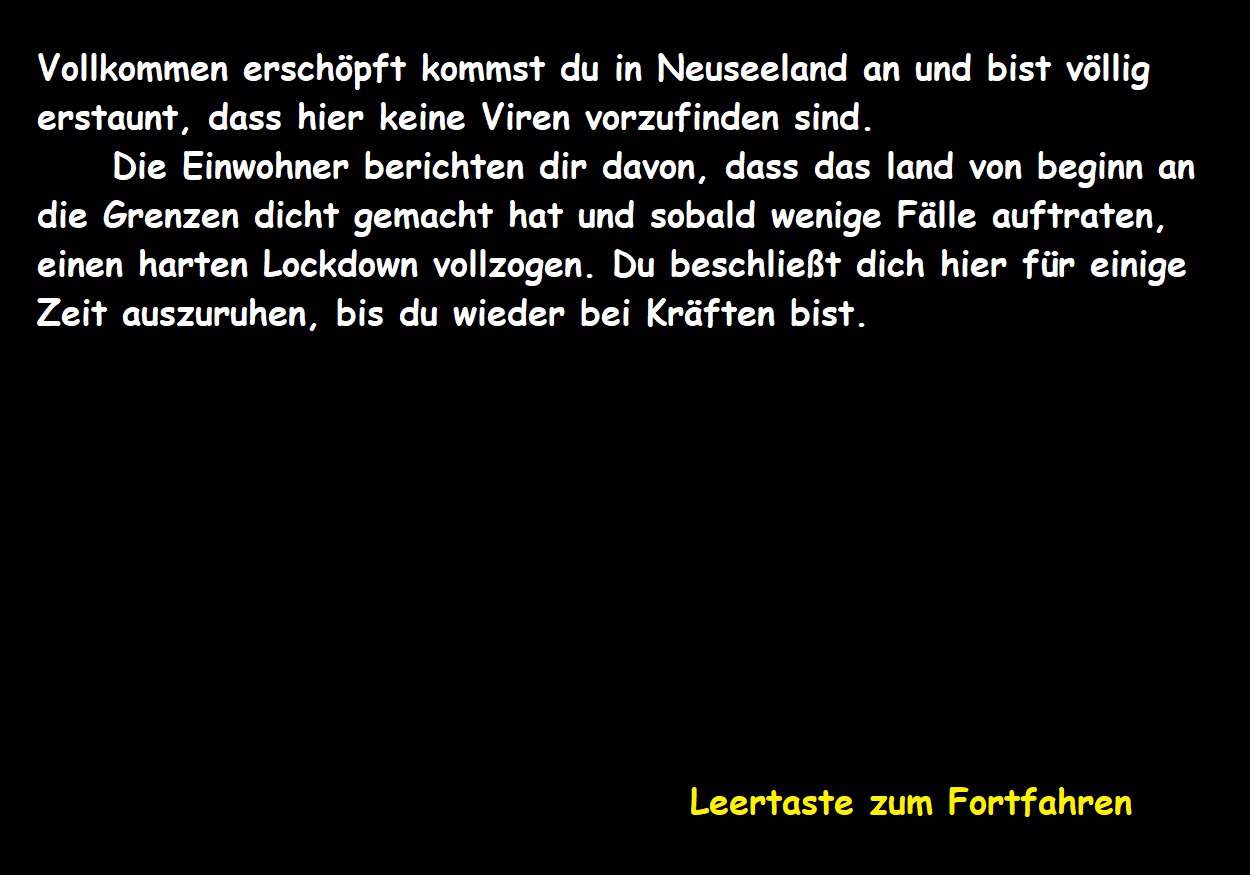 Vollkommen erschöpft kommst du in Neuseeland an und bist völlig
erstaunt, dass hier keine Viren vorzufinden sind.
Die Einwohner berichten dir davon, dass das land von beginn an
die Grenzen dicht gemacht hat und sobald wenige Fälle auftraten,
einen harten Lockdown vollzogen. Du beschließt dich hier für einige
Zeit auszuruhen, bis du wieder bei Kräften bist.
Leertaste zum Fortfahren